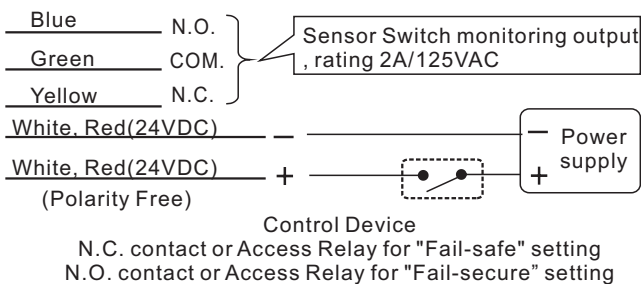 Blue N.O.
Green COM.
Yellow N.C.
Sensor Switch monitoring output
, rating 2A/125VAC
White, Red(24VDC) –
White, Red(24VDC) +
(Polarity Free)
– Power
+ supply
Control Device
N.C. contact or Access Relay for "Fail-safe" setting
N.O. contact or Access Relay for "Fail-secure” setting